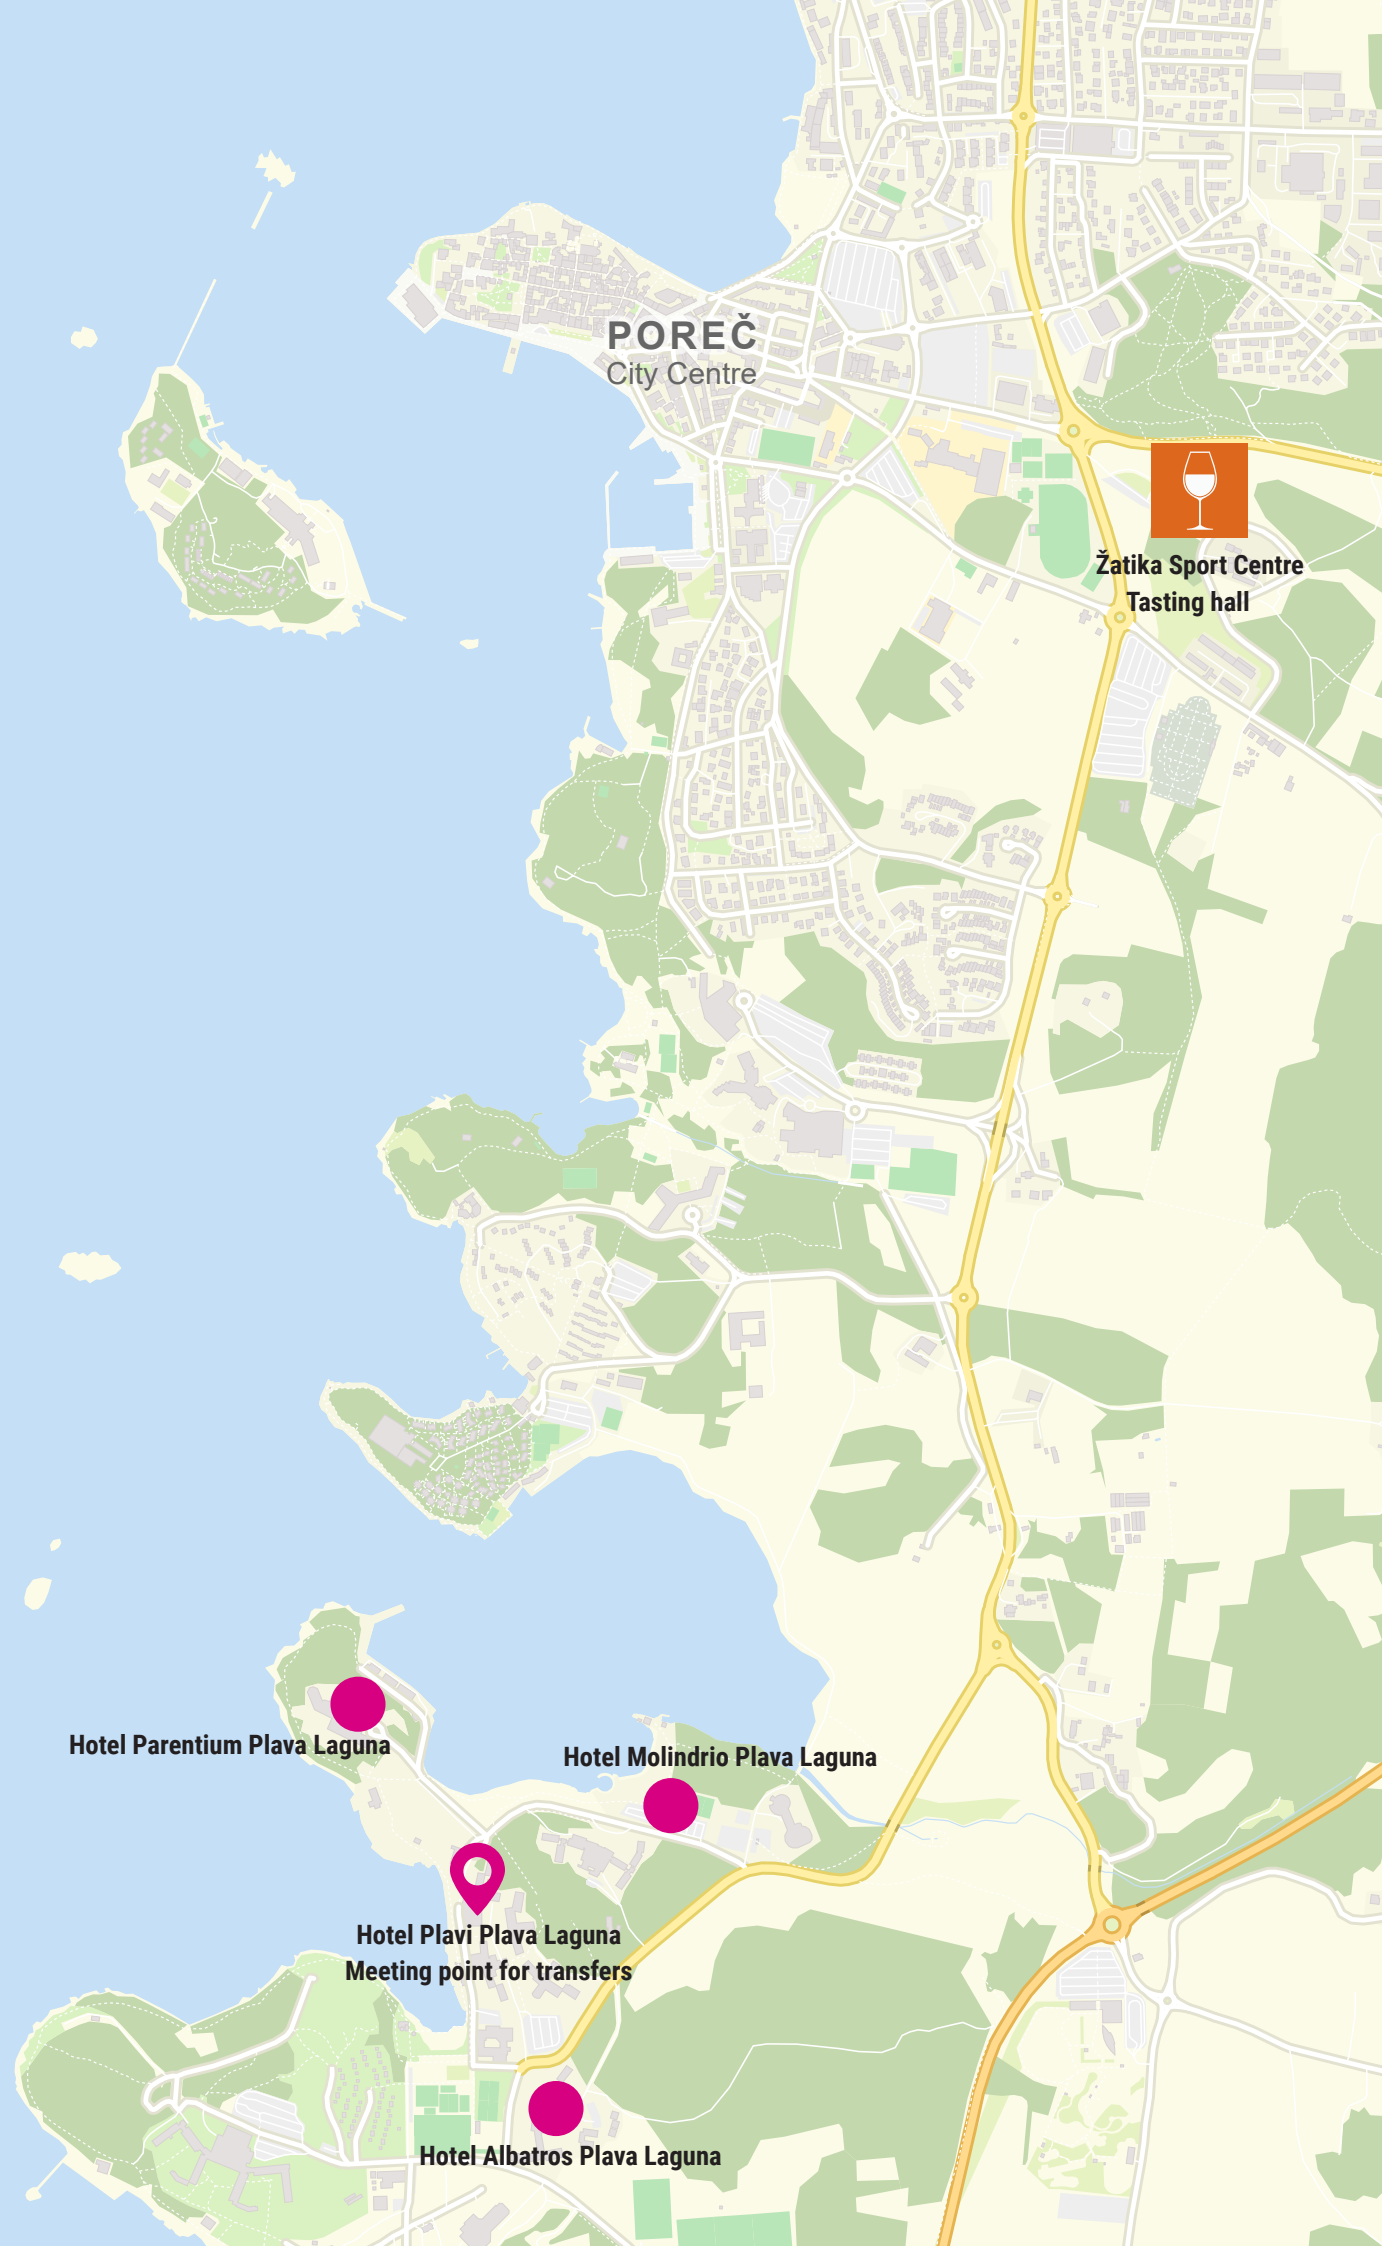 POREČ
City Centre
Žatika Sport Centre
Tasting hall
Hotel Parentium Plava Laguna
Hotel Molindrio Plava Laguna
Hotel Plavi Plava Laguna
Meeting point for transfers
Hotel Albatros Plava Laguna